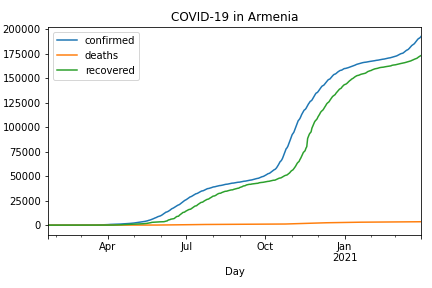 COVID-19 in Armenia
200000
175000
150000
125000
100000
75000
50000
25000
0
confirmed
deaths
recovered
Apr
Jul
Oct
Jan
2021
Day